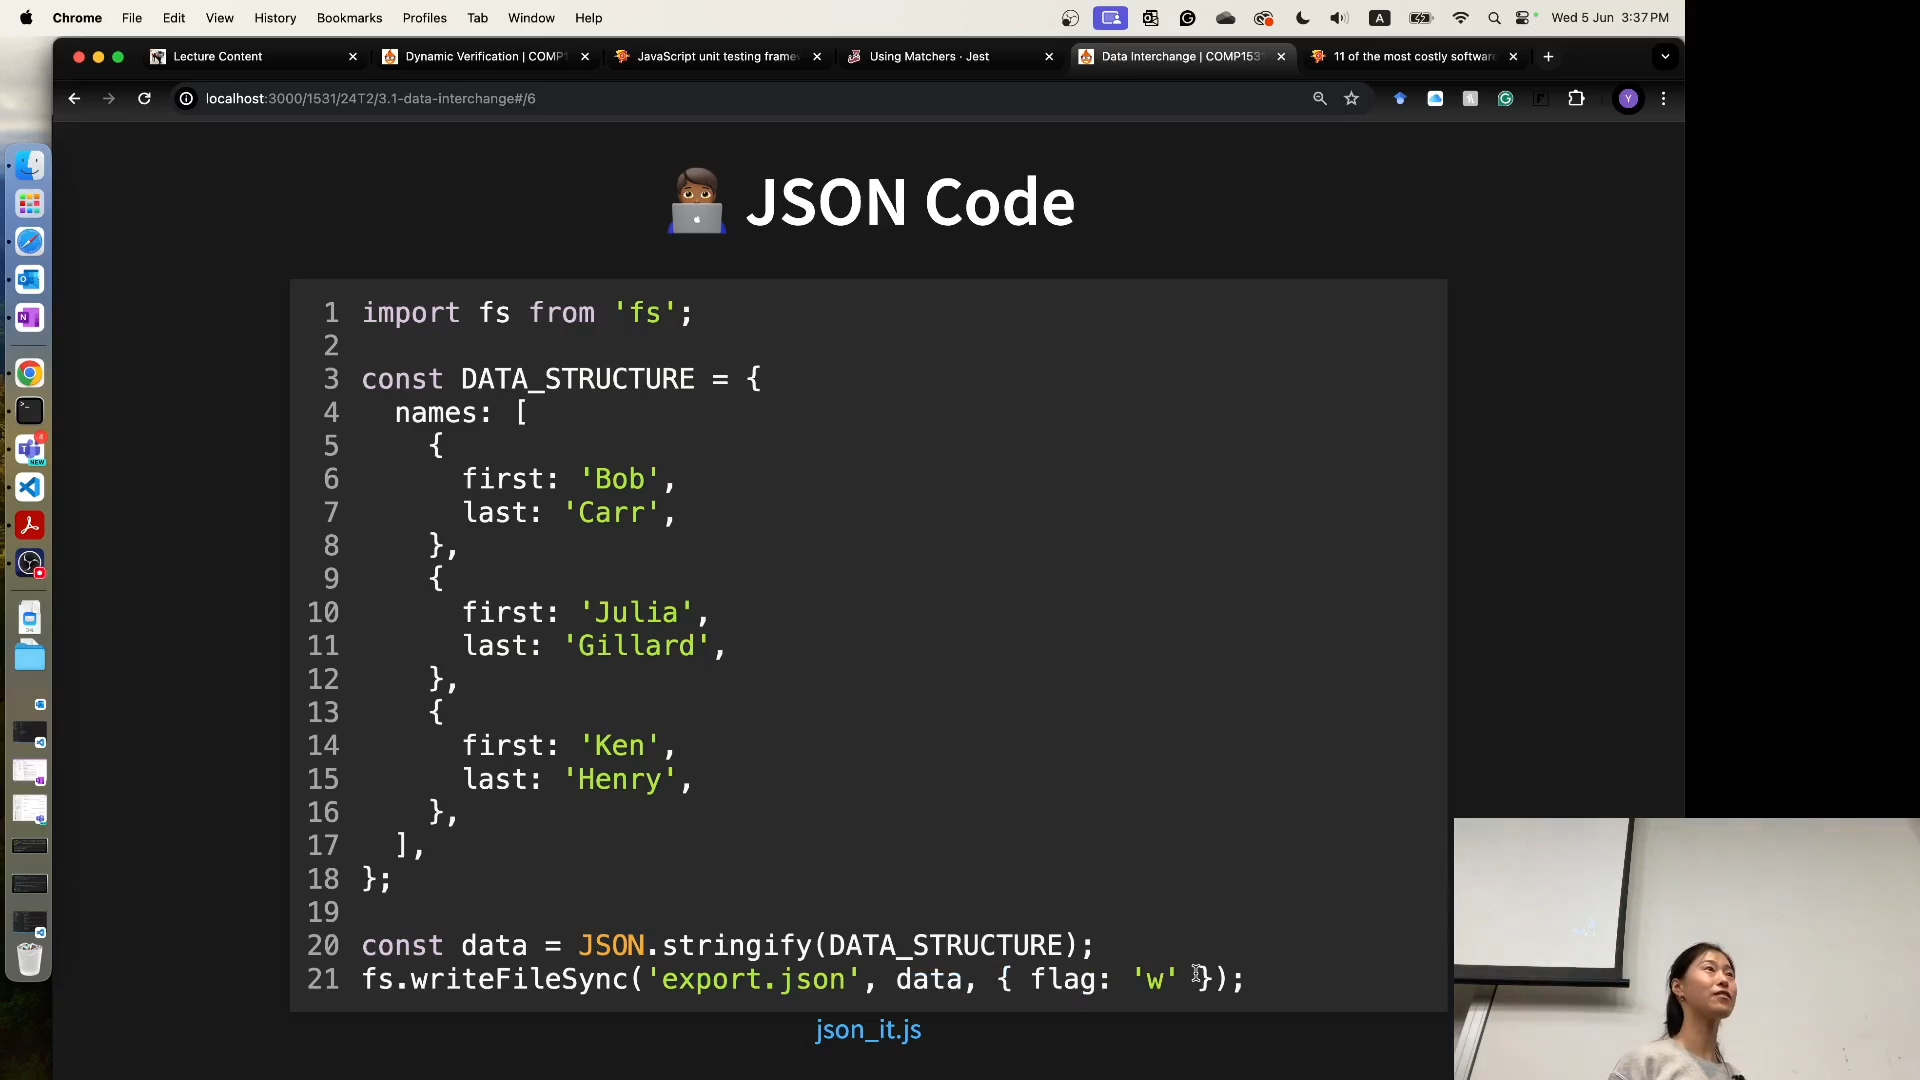 Chrome File Edit View History Bookmarks Profiles Tab Window Help
A Wed 5 Jun 3:37 PM
Lecture Content
Dynamic Verification | COMP1
JavaScript unit testing frame
Using Matchers · Jest
Data Interchange | COMP1531
11 of the most costly software
localhost:3000/1531/24T2/3.1-data-interchange#/6
Y
JSON Code
1 import fs from 'fs';
2
3 const DATA_STRUCTURE = {
4 names: [
5 {
6 first: 'Bob',
7 last: 'Carr',
8 },
9 {
10 first: 'Julia',
11 last: 'Gillard',
12 },
13 {
14 first: 'Ken',
15 last: 'Henry',
16 },
17 ],
18 };
19
20 const data = JSON.stringify(DATA_STRUCTURE);
21 fs.writeFileSync('export.json', data, { flag: 'w' });
json_it.js
NEW